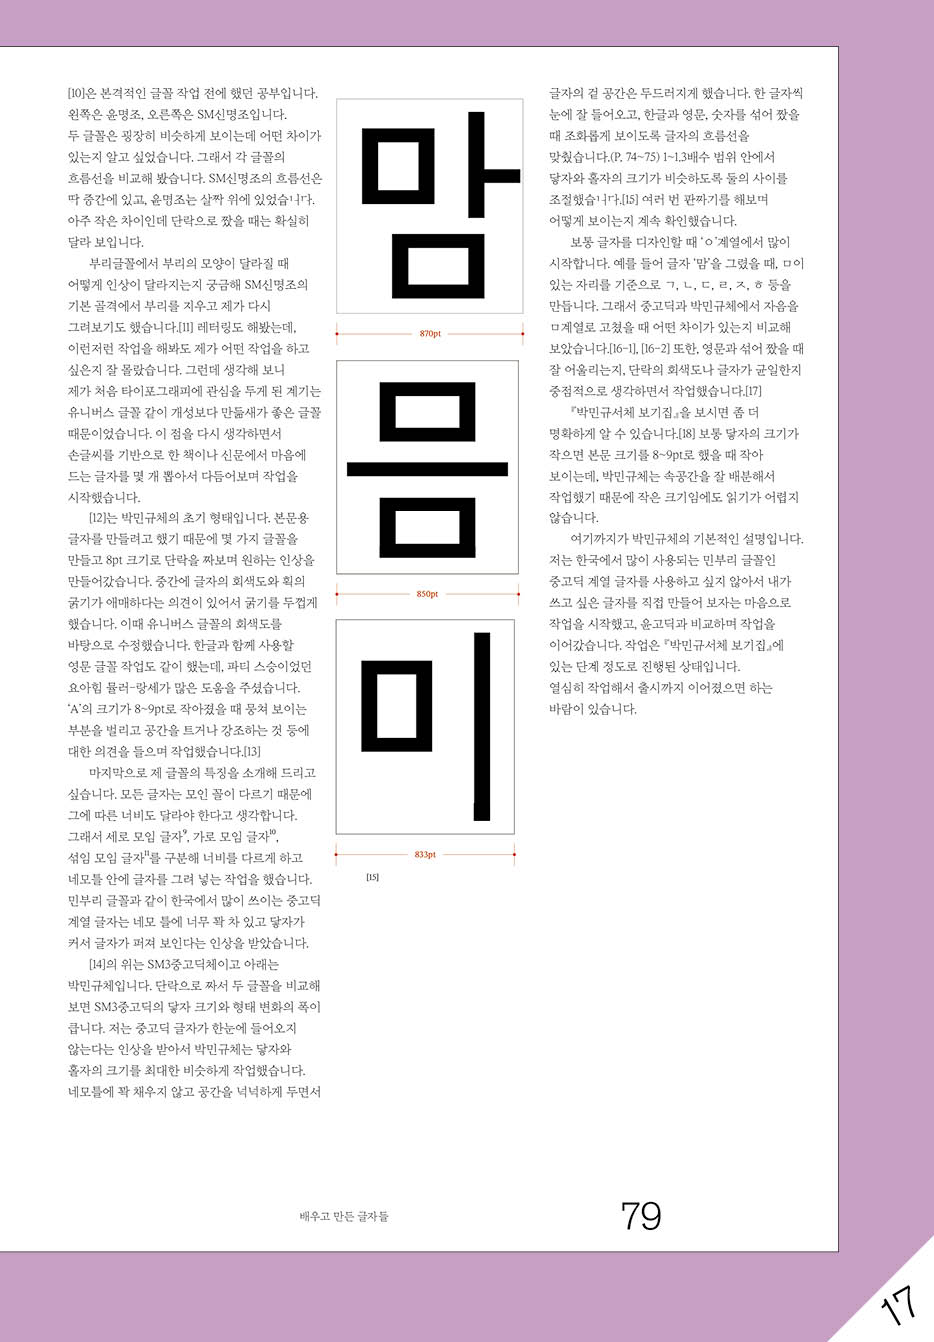 [10]은 본격적인 글꼴 작업 전에 했던 공부입니다.
왼쪽은 윤명조, 오른쪽은 SM신명조입니다.
두 글꼴은 굉장히 비슷하게 보이는데 어떤 차이가
있는지 알고 싶었습니다. 그래서 각 글꼴의
흐름선을 비교해 봤습니다. SM신명조의 흐름선은
딱 중간에 있고, 윤명조는 살짝 위에 있었습니다.
아주 작은 차이인데 단락으로 짰을 때는 확실히
달라 보입니다.
부리글꼴에서 부리의 모양이 달라질 때
어떻게 인상이 달라지는지 궁금해 SM신명조의
기본 골격에서 부리를 지우고 제가 다시
그려보기도 했습니다.[11] 레터링도 해봤는데,
이런저런 작업을 해봐도 제가 어떤 작업을 하고
싶은지 잘 몰랐습니다. 그런데 생각해 보니
제가 처음 타이포그래피에 관심을 두게 된 계기는
유니버스 글꼴 같이 개성보다 만듦새가 좋은 글꼴
때문이었습니다. 이 점을 다시 생각하면서
손글씨를 기반으로 한 책이나 신문에서 마음에
드는 글자를 몇 개 뽑아서 다듬어보며 작업을
시작했습니다.
[12]는 박민규체의 초기 형태입니다. 본문용
글자를 만들려고 했기 때문에 몇 가지 글꼴을
만들고 8pt 크기로 단락을 짜보며 원하는 인상을
만들어갔습니다. 중간에 글자의 회색도와 획의
굵기가 애매하다는 의견이 있어서 굵기를 두껍게
했습니다. 이때 유니버스 글꼴의 회색도를
바탕으로 수정했습니다. 한글과 함께 사용할
영문 글꼴 작업도 같이 했는데, 파티 스승이었던
요아힘 뮐러-랑세가 많은 도움을 주셨습니다.
‘A’의 크기가 8~9pt로 작아졌을 때 뭉쳐 보이는
부분을 벌리고 공간을 트거나 강조하는 것 등에
대한 의견을 들으며 작업했습니다.[13]
마지막으로 제 글꼴의 특징을 소개해 드리고
싶습니다. 모든 글자는 모인 꼴이 다르기 때문에
그에 따른 너비도 달라야 한다고 생각합니다.
그래서 세로 모임 글자9, 가로 모임 글자10,
섞임 모임 글자11를 구분해 너비를 다르게 하고
네모틀 안에 글자를 그려 넣는 작업을 했습니다.
민부리 글꼴과 같이 한국에서 많이 쓰이는 중고딕
계열 글자는 네모 틀에 너무 꽉 차 있고 닿자가
커서 글자가 퍼져 보인다는 인상을 받았습니다.
[14]의 위는 SM3중고딕체이고 아래는
박민규체입니다. 단락으로 짜서 두 글꼴을 비교해
보면 SM3중고딕의 닿자 크기와 형태 변화의 폭이
큽니다. 저는 중고딕 글자가 한눈에 들어오지
않는다는 인상을 받아서 박민규체는 닿자와
홀자의 크기를 최대한 비슷하게 작업했습니다.
네모틀에 꽉 채우지 않고 공간을 넉넉하게 두면서
맘
870pt
믐
850pt
미
833pt
[15]
글자의 겉 공간은 두드러지게 했습니다. 한 글자씩
눈에 잘 들어오고, 한글과 영문, 숫자를 섞어 짰을
때 조화롭게 보이도록 글자의 흐름선을
맞췄습니다.(P. 74~75) 1~1.3배수 범위 안에서
닿자와 홀자의 크기가 비슷하도록 둘의 사이를
조절했습니다.[15] 여러 번 판짜기를 해보며
어떻게 보이는지 계속 확인했습니다.
보통 글자를 디자인할 때 ‘ㅇ’계열에서 많이
시작합니다. 예를 들어 글자 ‘맘’을 그렸을 때, ㅁ이
있는 자리를 기준으로 ㄱ, ㄴ, ㄷ, ㄹ, ㅈ, ㅎ 등을
만듭니다. 그래서 중고딕과 박민규체에서 자음을
ㅁ계열로 고쳤을 때 어떤 차이가 있는지 비교해
보았습니다.[16-1], [16-2] 또한, 영문과 섞어 짰을 때
잘 어울리는지, 단락의 회색도나 글자가 균일한지
중점적으로 생각하면서 작업했습니다.[17]
『박민규서체 보기집』을 보시면 좀 더
명확하게 알 수 있습니다.[18] 보통 닿자의 크기가
작으면 본문 크기를 8~9pt로 했을 때 작아
보이는데, 박민규체는 속공간을 잘 배분해서
작업했기 때문에 작은 크기임에도 읽기가 어렵지
않습니다.
여기까지가 박민규체의 기본적인 설명입니다.
저는 한국에서 많이 사용되는 민부리 글꼴인
중고딕 계열 글자를 사용하고 싶지 않아서 내가
쓰고 싶은 글자를 직접 만들어 보자는 마음으로
작업을 시작했고, 윤고딕과 비교하며 작업을
이어갔습니다. 작업은 『박민규서체 보기집』에
있는 단계 정도로 진행된 상태입니다.
열심히 작업해서 출시까지 이어졌으면 하는
바람이 있습니다.
배우고 만든 글자들
79
17